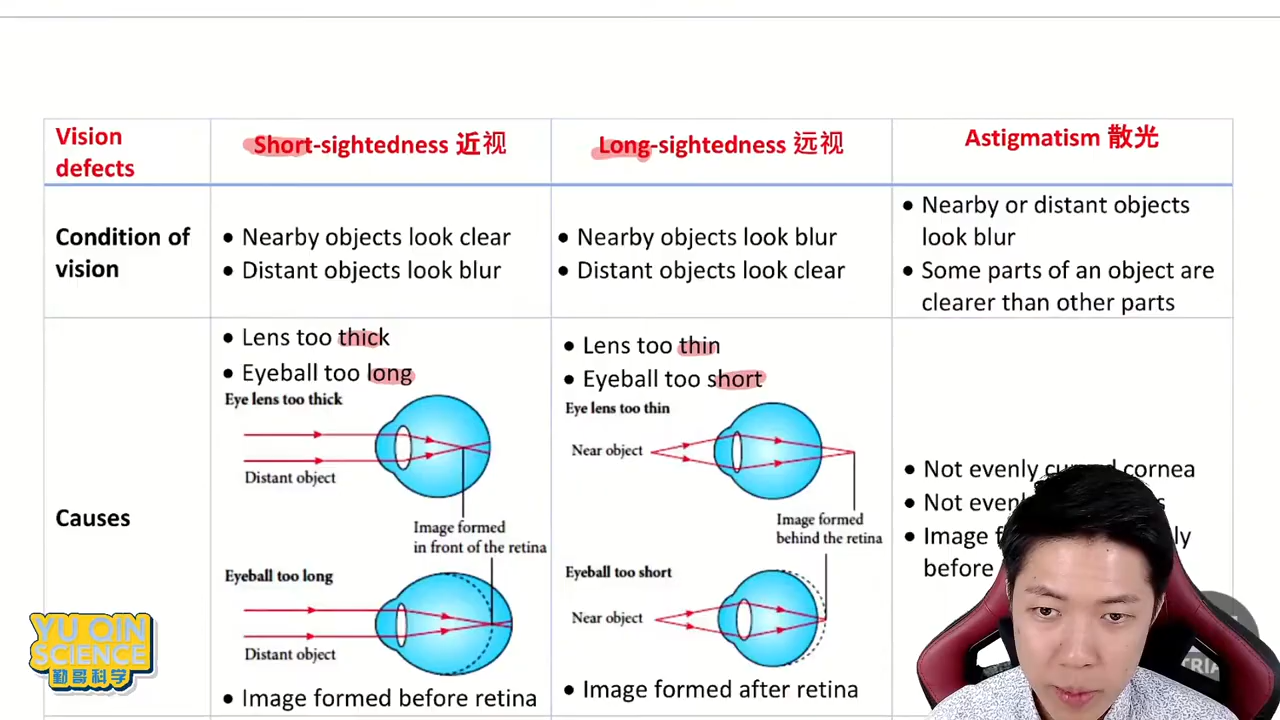 Vision
defects
Short-sightedness 近视
Long-sightedness 远视
Astigmatism 散光
Condition of
vision
• Nearby objects look clear
• Distant objects look blur
• Nearby objects look blur
• Distant objects look clear
• Nearby or distant objects
look blur
• Some parts of an object are
clearer than other parts
Causes
• Lens too thick
• Eyeball too long
Eye lens too thick
Distant object
Image formed
in front of the retina
Eyeball too long
Distant object
• Image formed before retina
• Lens too thin
• Eyeball too short
Eye lens too thin
Near object
Image formed
behind the retina
Eyeball too short
Near object
• Image formed after retina
• Not evenly cornea
• Not
• Image
before
YU QIN
SCIENCE
勤哥科学